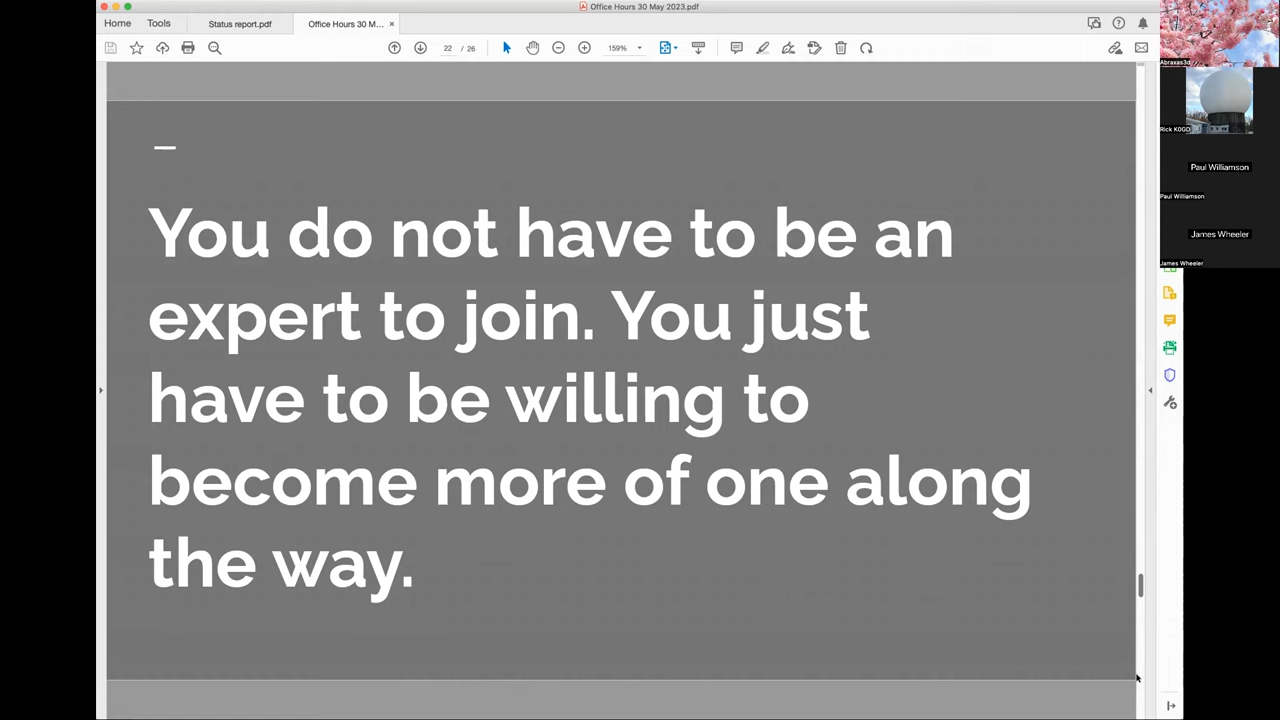 Office Hours 30 May 2023.pdf
Home
Tools
Status report.pdf
Office Hours 30 M...
×
22 / 26
159%
You do not have to be an
expert to join. You just
have to be willing to
become more of one along
the way.
Abraxas3d
Rick K0GD
Paul Williamson
Paul Williamson
James Wheeler
James Wheeler